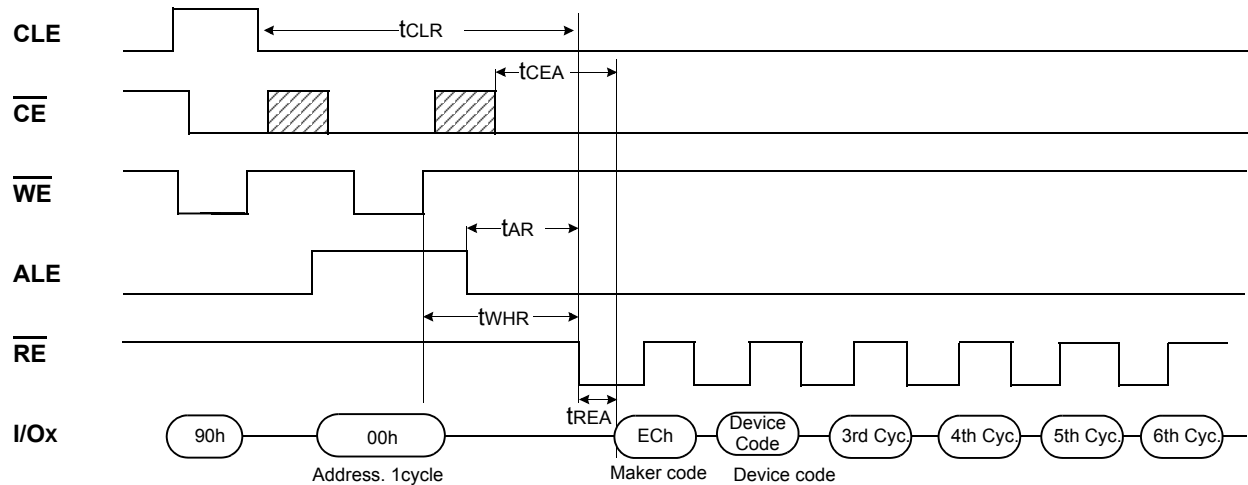 CLE
tCLR
tCEA
CE
WE
tAR
ALE
tWHR
RE
tREA
I/Ox
90h
00h
ECh
Device
Code
3rd Cyc.
4th Cyc.
5th Cyc.
6th Cyc.
Address. 1cycle
Maker code
Device code